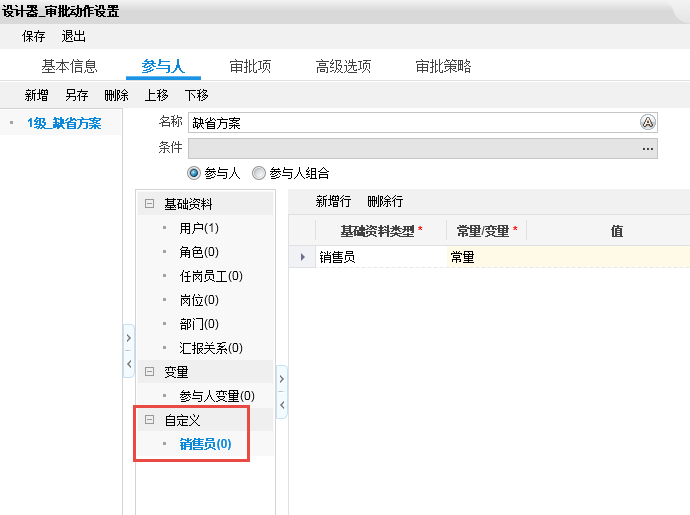 设计器_审批动作设置
保存 退出
基本信息 参与人 审批项 高级选项 审批策略
新增 另存 删除 上移 下移
1级_缺省方案
名称 缺省方案
条件 ...
参与人 参与人组合
基础资料
用户(1)
角色(0)
任岗员工(0)
岗位(0)
部门(0)
汇报关系(0)
变量
参与人变量(0)
自定义
销售员(0)
新增行 删除行
基础资料类型 * 常量/变量 * 值
销售员 常量